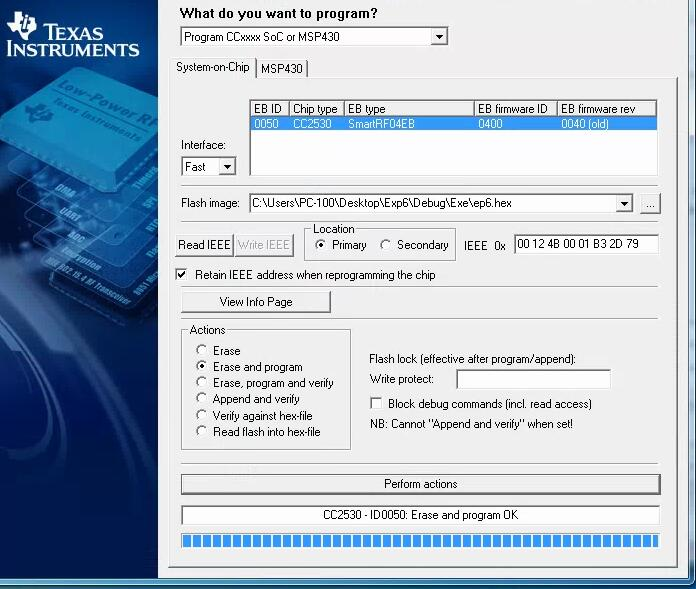 TEXAS
INSTRUMENTS
Low-Power RF
Texas Instruments
DMA
UART
ADC
What do you want to program?
Program CCxxxx SoC or MSP430
System-on-Chip MSP430
EB ID Chip type EB type EB firmware ID EB firmware rev
0050 CC2530 SmartRF04EB 0400 0040 (old)
Interface:
Fast
Flash image: C:\Users\PC-100\Desktop\Exp6\Debug\Exe\ep6.hex ...
Location
Read IEEE Write IEEE Primary Secondary IEEE 0x 00 12 4B 00 01 B3 2D 79
Retain IEEE address when reprogramming the chip
View Info Page
Actions
Erase
Erase and program
Erase, program and verify
Append and verify
Verify against hex-file
Read flash into hex-file
Flash lock (effective after program/append):
Write protect:
Block debug commands (incl. read access)
NB: Cannot "Append and verify" when set!
Perform actions
CC2530 - ID0050: Erase and program OK